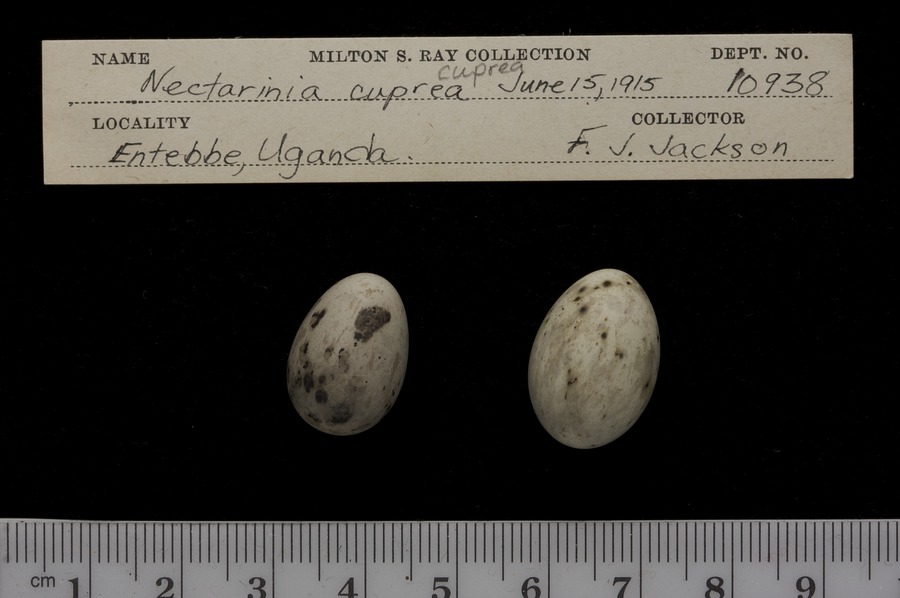 NAME MILTON S. RAY COLLECTION DEPT. NO.
cuprea
Nectarinia cuprea June 15, 1915 10938
LOCALITY COLLECTOR
Entebbe, Uganda. F. J. Jackson
cm 1 2 3 4 5 6 7 8 9